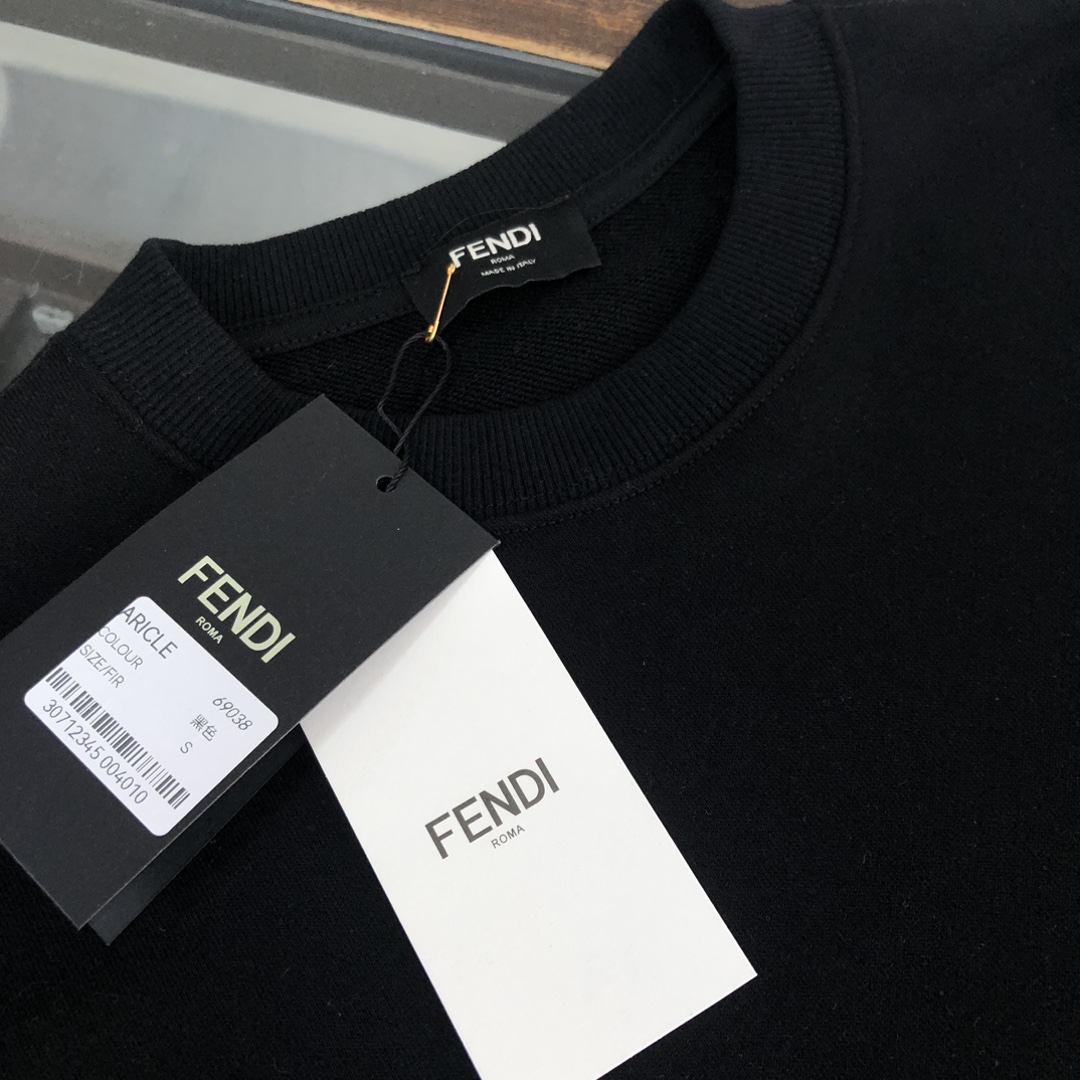 FENDI
ROMA
MADE IN ITALY
FENDI
ROMA
ARICLE 69038
COLOUR 黑色
SIZE/FIR S
30712345 004010
FENDI
ROMA